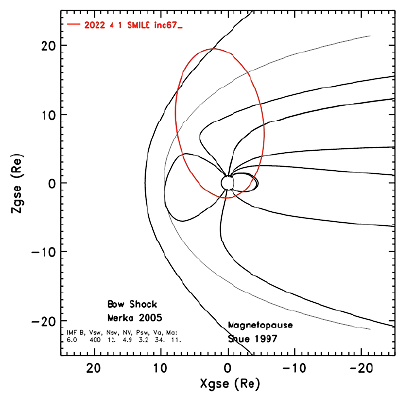 2022 4 1 SMILE inc67_
20
10
0
-10
-20
Zgse (Re)
Bow Shock
Merka 2005
Magnetopause
Shue 1997
IMF B, Vsw, Nsw, NV, Psw, Va, Ma:
6.0 400 12. 4.9 3.2 34. 11.
20 10 0 -10 -20
Xgse (Re)